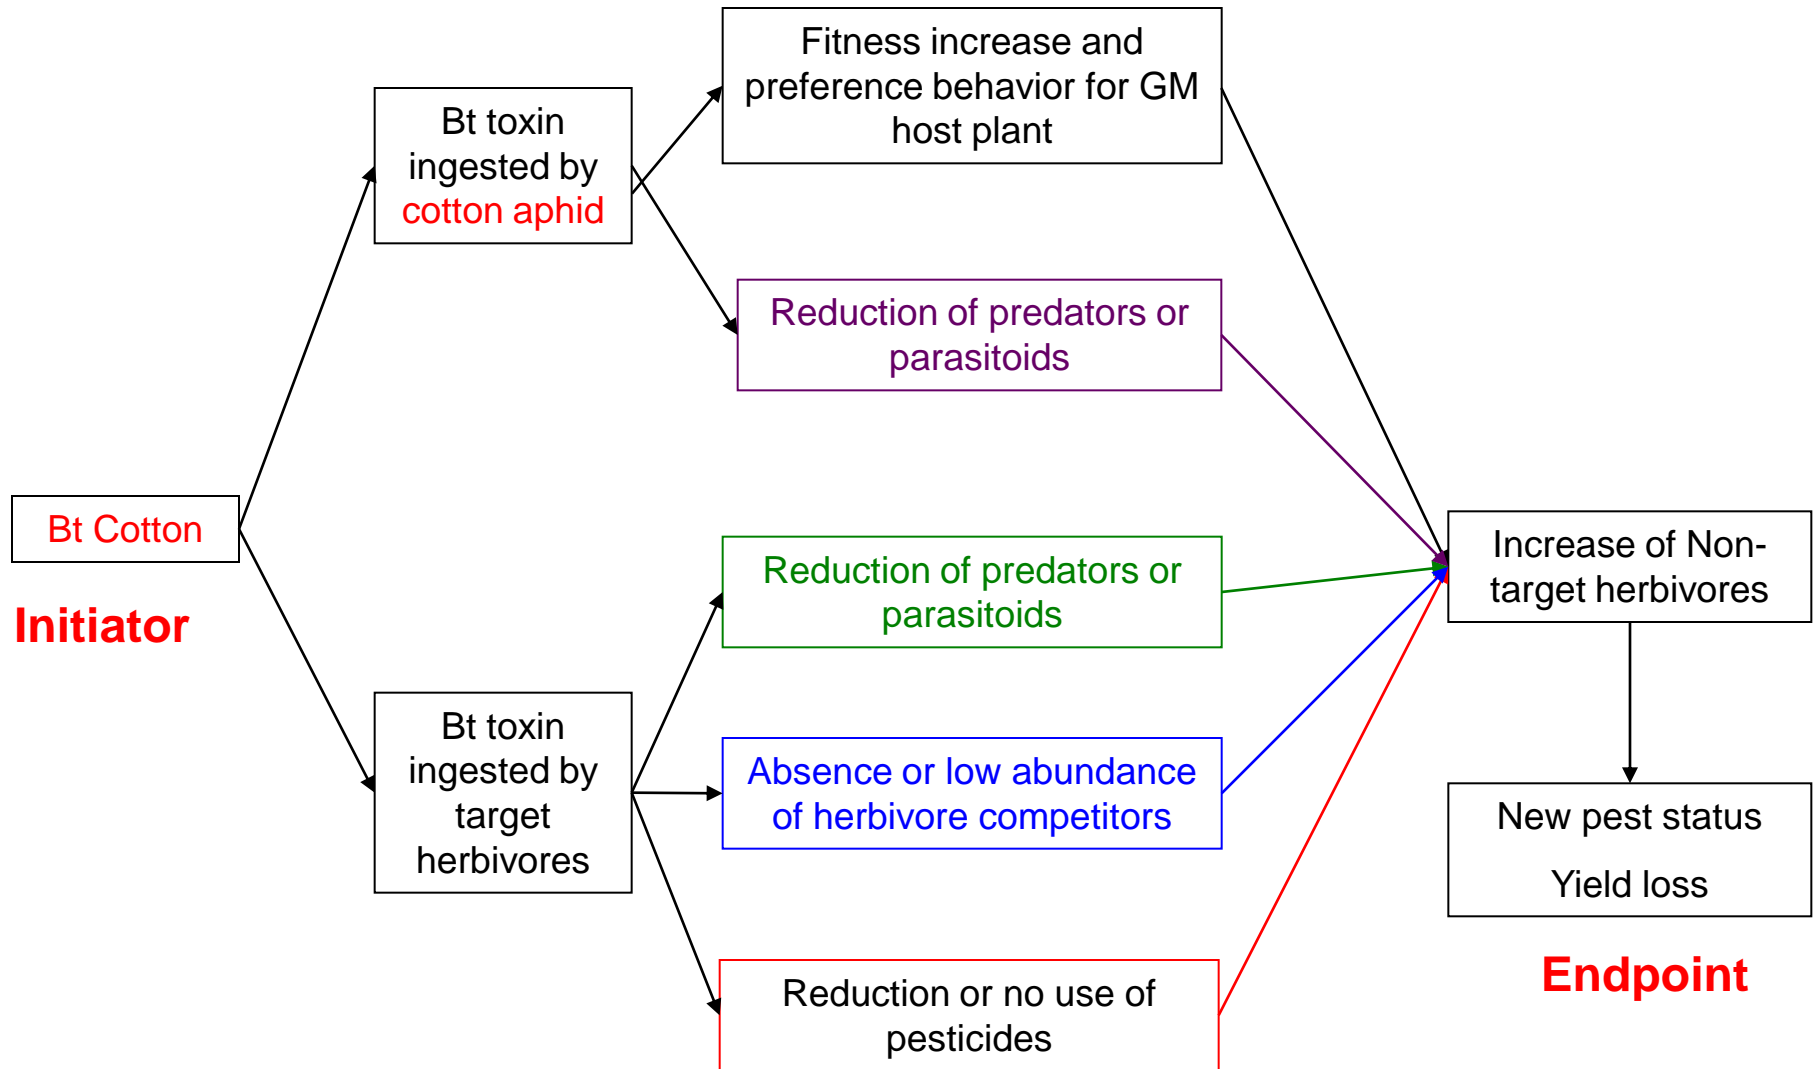 Fitness increase and
preference behavior for GM
host plant
Bt toxin
ingested by
cotton aphid
Reduction of predators or
parasitoids
Bt Cotton
Initiator
Reduction of predators or
parasitoids
Increase of Non-
target herbivores
Bt toxin
ingested by
target
herbivores
Absence or low abundance
of herbivore competitors
New pest status
Yield loss
Endpoint
Reduction or no use of
pesticides